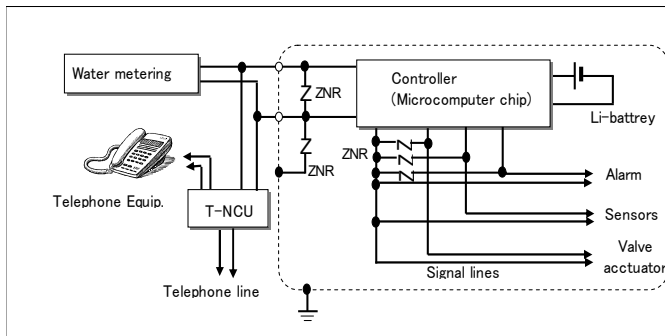 Water metering
Controller
(Microcomputer chip)
ZNR
Li-battrey
ZNR
ZNR
Alarm
Telephone Equip.
T-NCU
Sensors
Valve
acctuator
Signal lines
Telephone line